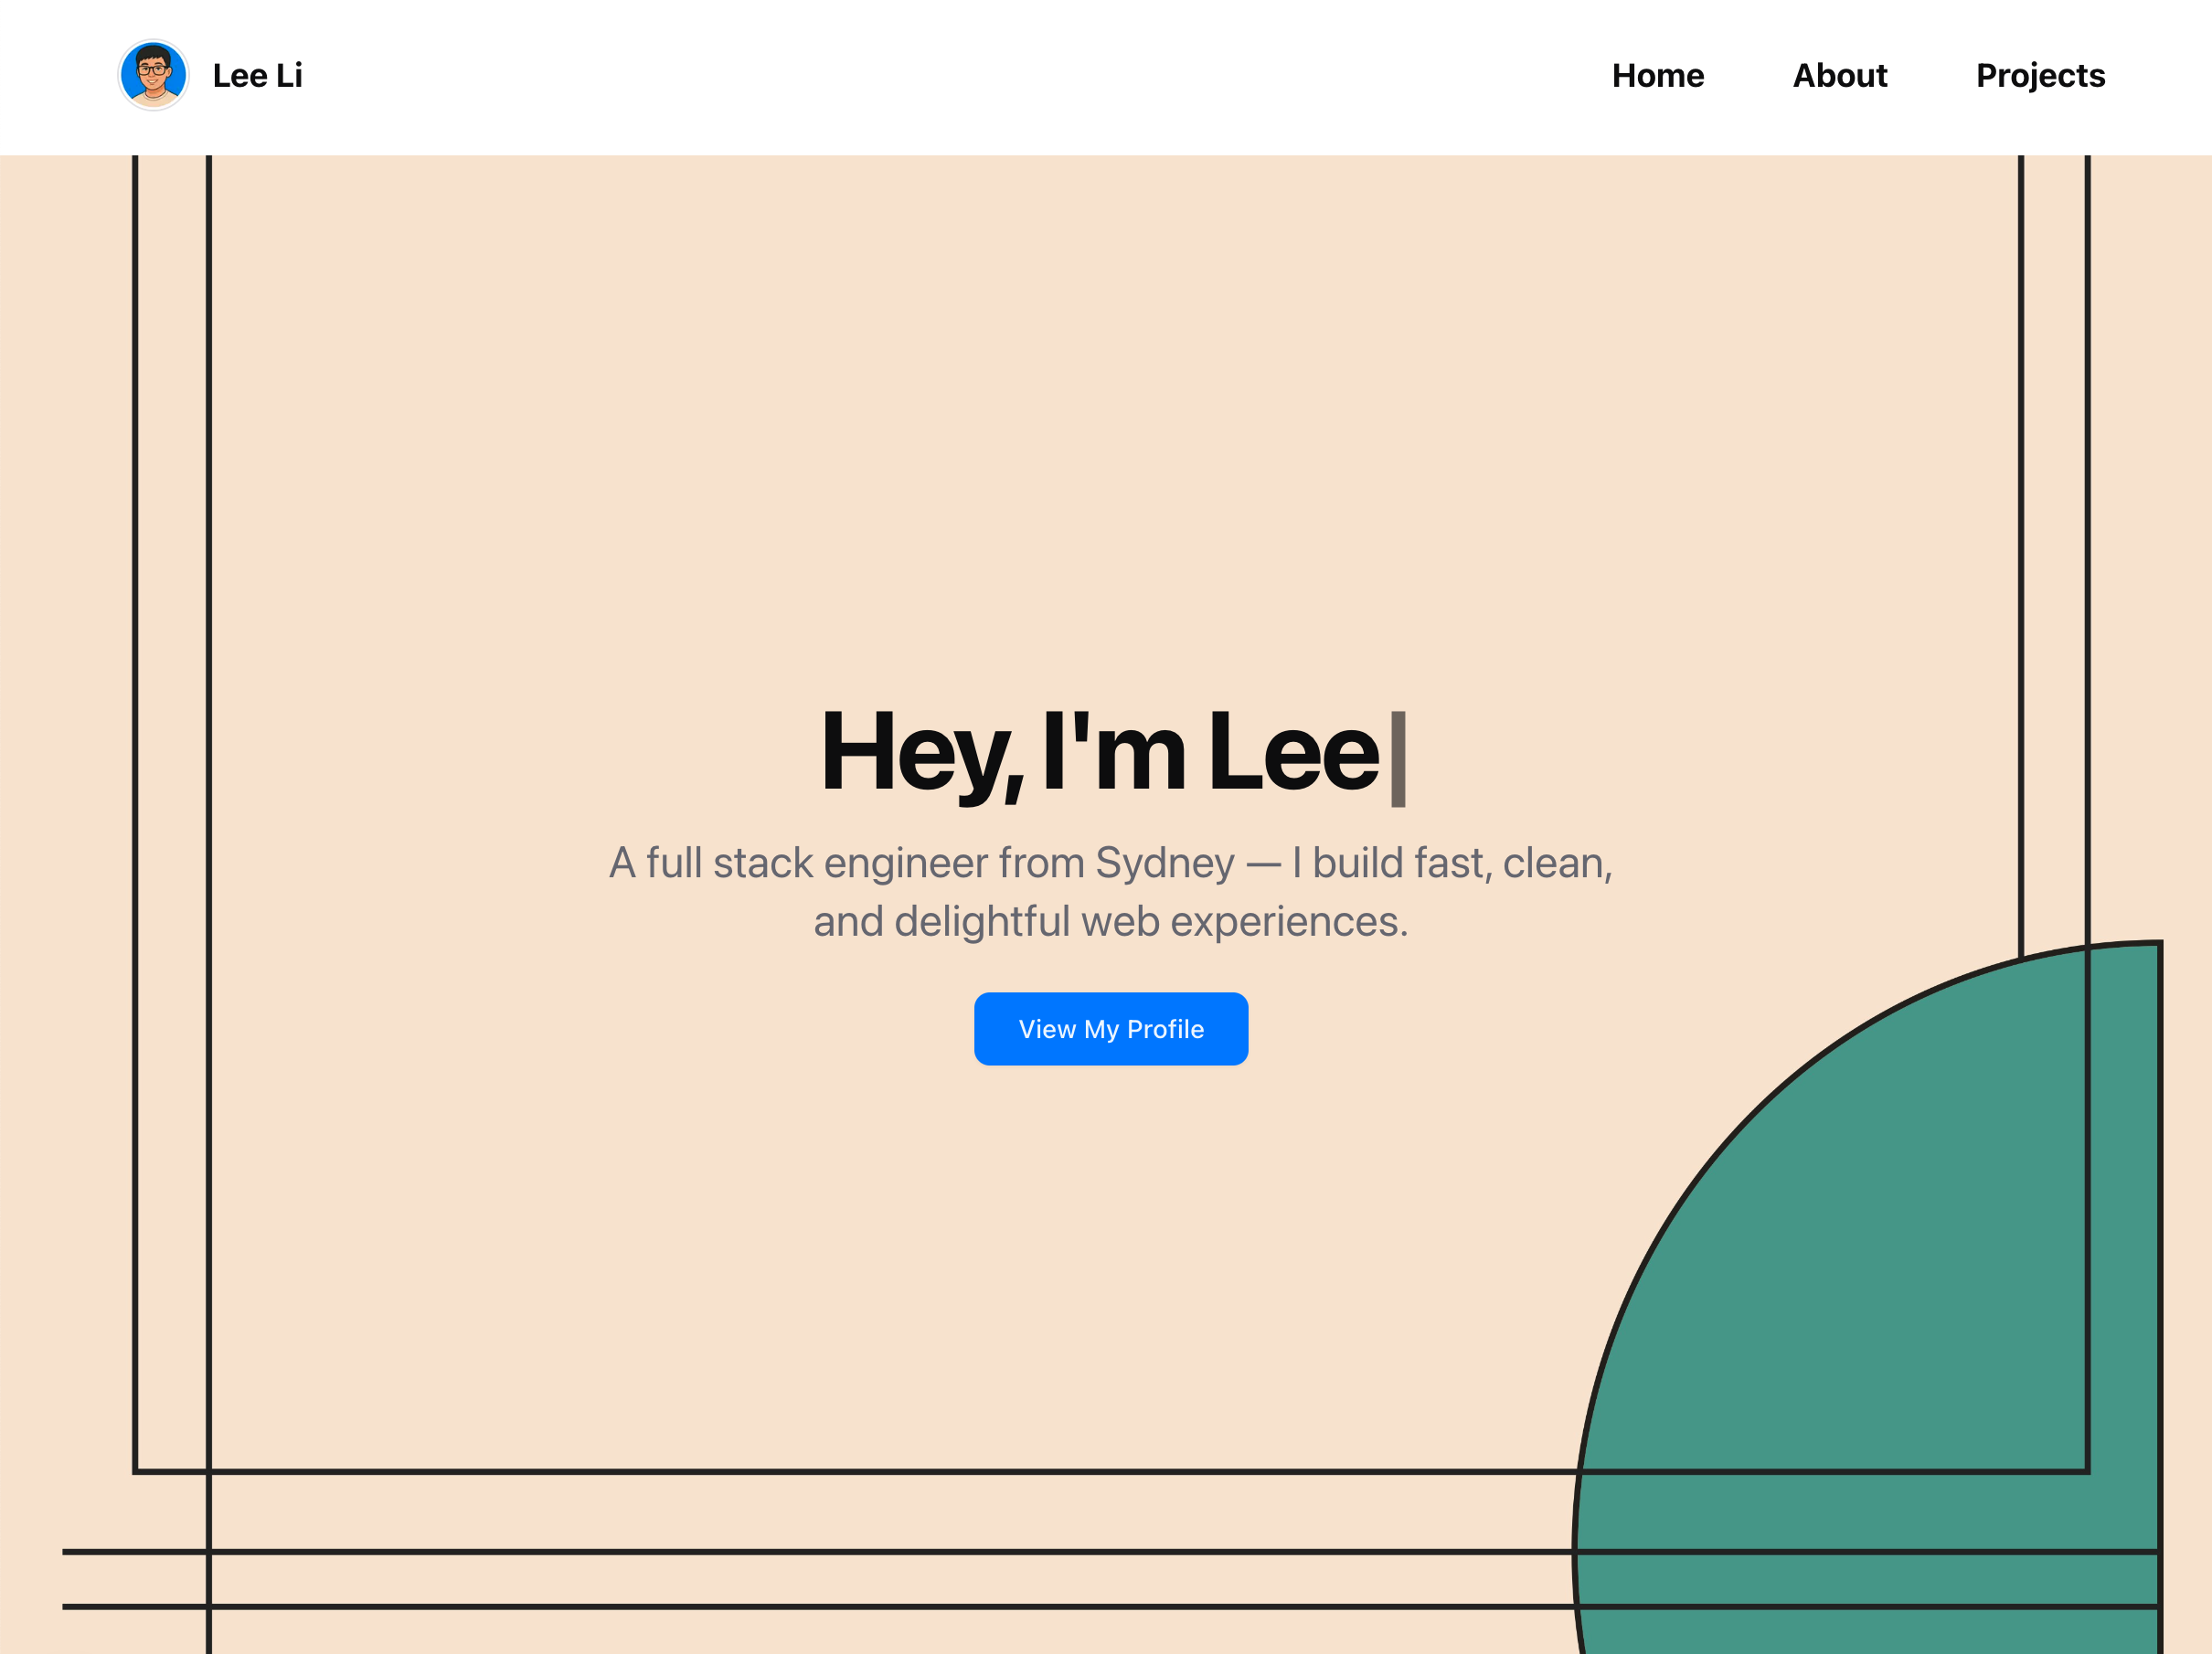 Lee Li
Home About Projects
Hey, I'm Lee
A full stack engineer from Sydney — I build fast, clean,
and delightful web experiences.
View My Profile